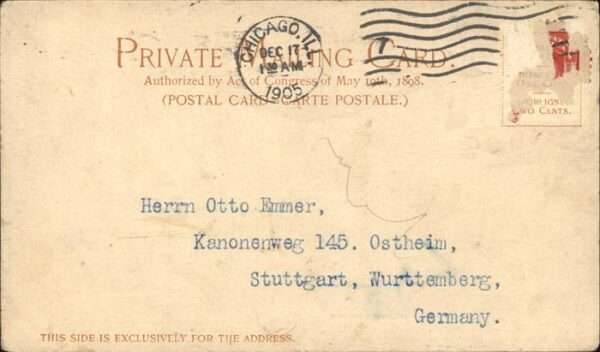 PRIVATE MAILING CARD.
Authorized by Act of Congress of May 19th, 1898.
(POSTAL CARD-CARTE POSTALE.)
CHICAGO, ILL.
DEC 17
AM
1905
TWO CENTS.
Herrn Otto Emmer,
Kanonenweg 145. Ostheim,
Stuttgart, Wurttemberg,
Germany.
THIS SIDE IS EXCLUSIVELY FOR THE ADDRESS.